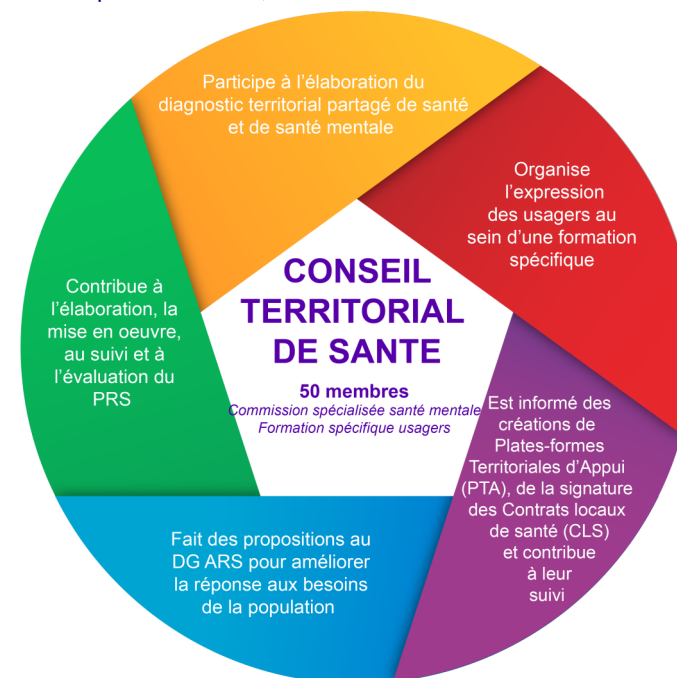 Participe à l'élaboration du
diagnostic territorial partagé de santé
et de santé mentale
Organise
l'expression
des usagers au
sein d'une formation
spécifique
Contribue à
l'élaboration, la
mise en oeuvre,
au suivi et à
l'évaluation du
PRS
CONSEIL
TERRITORIAL
DE SANTE
50 membres
Commission spécialisée santé mentale
Formation spécifique usagers
Est informé des
créations de
Plates-formes
Territoriales d'Appui
(PTA), de la signature
des Contrats locaux
de santé (CLS)
et contribue
à leur
suivi
Fait des propositions au
DG ARS pour améliorer
la réponse aux besoins
de la population